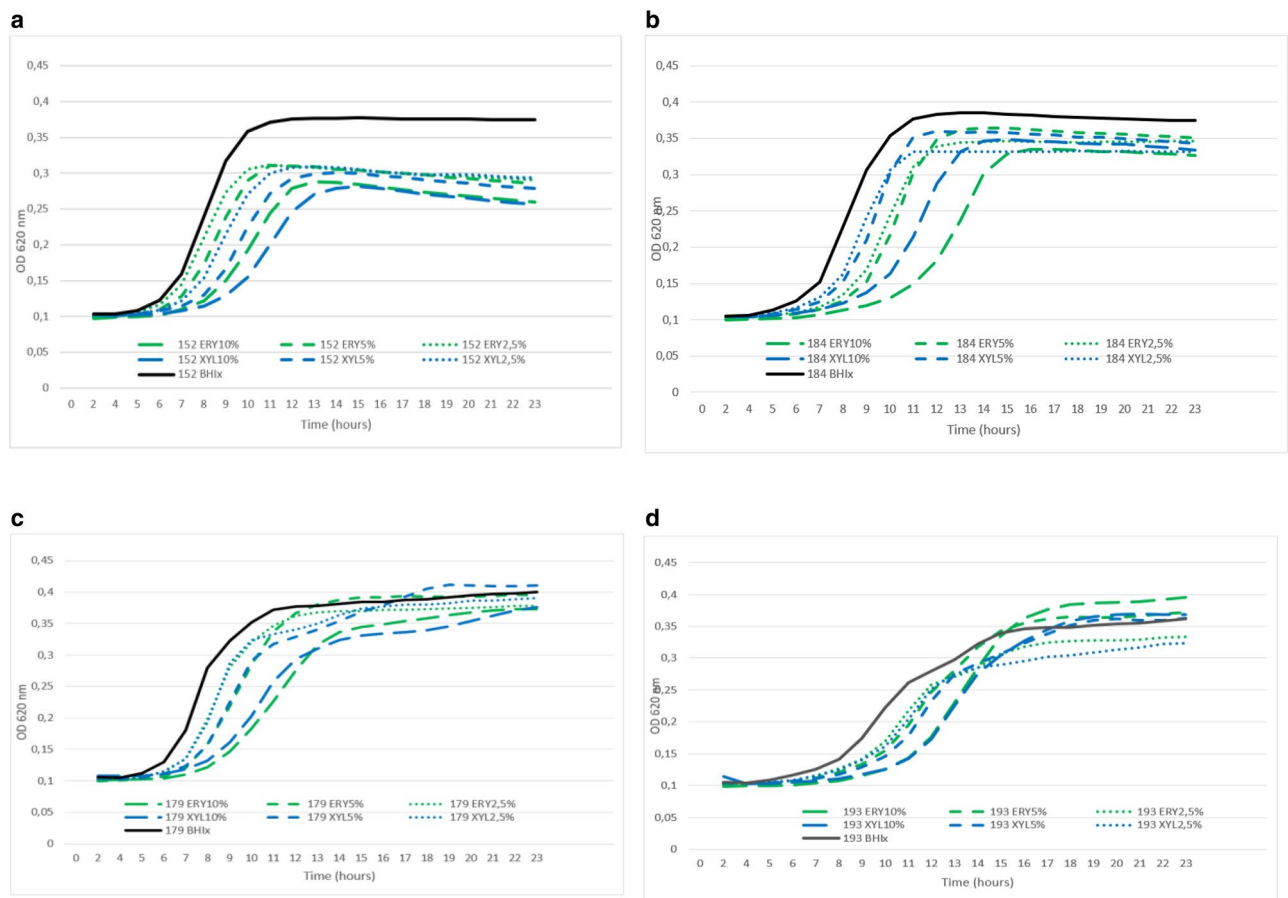 a
0,45
0,4
0,35
0,3
0,25
0,2
0,15
0,1
0,05
0
OD 620 nm
152 ERY10% 152 ERY5% 152 ERY2,5%
152 XYL10% 152 XYL5% 152 XYL2,5%
152 BHIx
0 2 4 5 6 7 8 9 10 11 12 13 14 15 16 17 18 19 20 21 22 23
Time (hours)
b
0,45
0,4
0,35
0,3
0,25
0,2
0,15
0,1
0,05
0
OD 620 nm
184 ERY10% 184 ERY5% 184 ERY2,5%
184 XYL10% 184 XYL5% 184 XYL2,5%
184 BHIx
0 2 4 5 6 7 8 9 10 11 12 13 14 15 16 17 18 19 20 21 22 23
Time (hours)
c
0,45
0,4
0,35
0,3
0,25
0,2
0,15
0,1
0,05
0
OD 620 nm
179 ERY10% 179 ERY5% 179 ERY2,5%
179 XYL10% 179 XYL5% 179 XYL2,5%
179 BHIx
0 2 4 5 6 7 8 9 10 11 12 13 14 15 16 17 18 19 20 21 22 23
Time (hours)
d
0,45
0,4
0,35
0,3
0,25
0,2
0,15
0,1
0,05
0
OD 620 nm
193 ERY10% 193 ERY5% 193 ERY2,5%
193 XYL10% 193 XYL5% 193 XYL2,5%
193 BHIx
0 2 4 5 6 7 8 9 10 11 12 13 14 15 16 17 18 19 20 21 22 23
Time (hours)